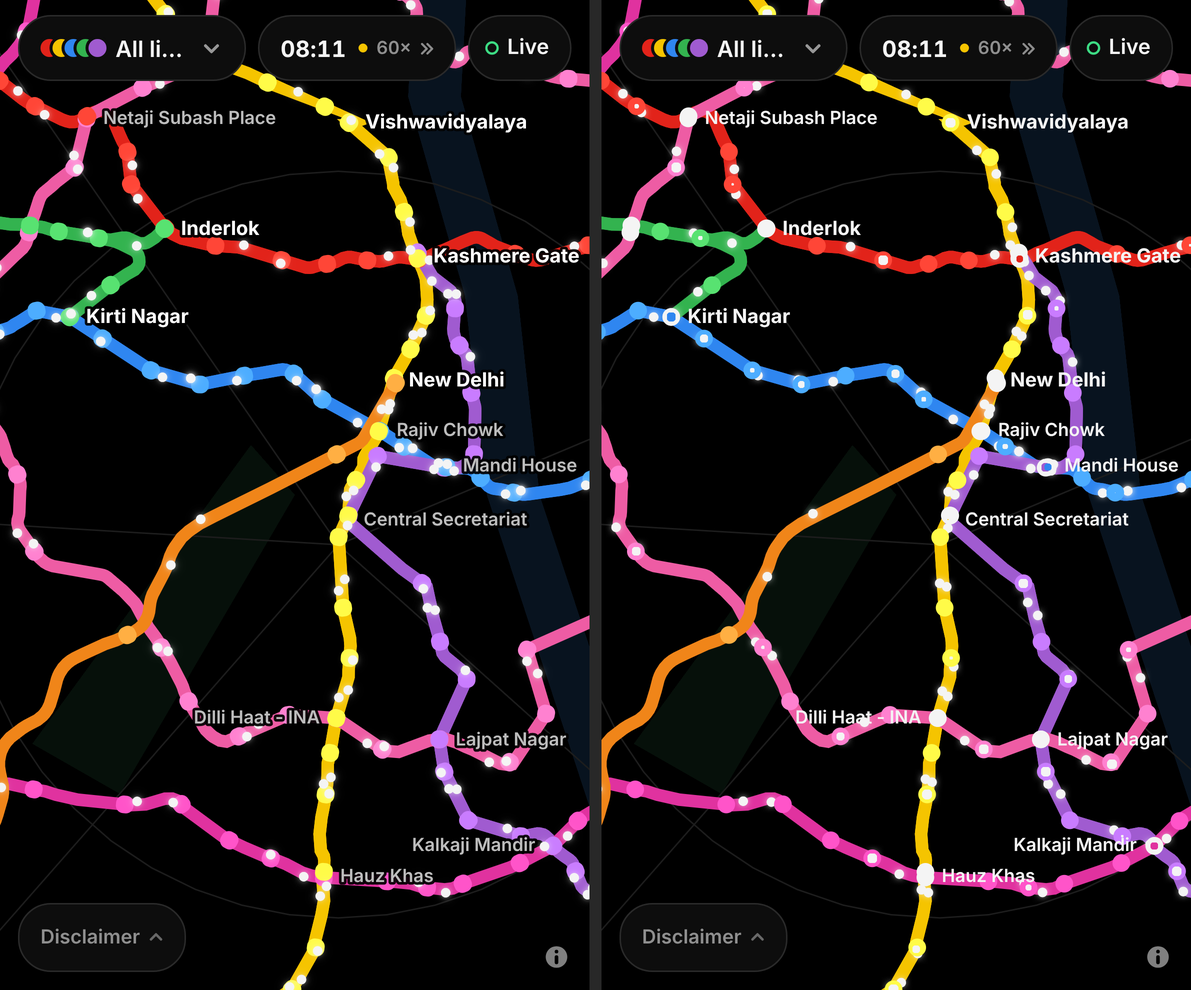 All li...
08:11 60× »
Live
Netaji Subash Place
Vishwavidyalaya
Inderlok
Kashmere Gate
Kirti Nagar
New Delhi
Rajiv Chowk
Mandi House
Central Secretariat
Dilli Haat - INA
Lajpat Nagar
Kalkaji Mandir
Hauz Khas
Disclaimer
All li...
08:11 60× »
Live
Netaji Subash Place
Vishwavidyalaya
Inderlok
Kashmere Gate
Kirti Nagar
New Delhi
Rajiv Chowk
Mandi House
Central Secretariat
Dilli Haat - INA
Lajpat Nagar
Kalkaji Mandir
Hauz Khas
Disclaimer